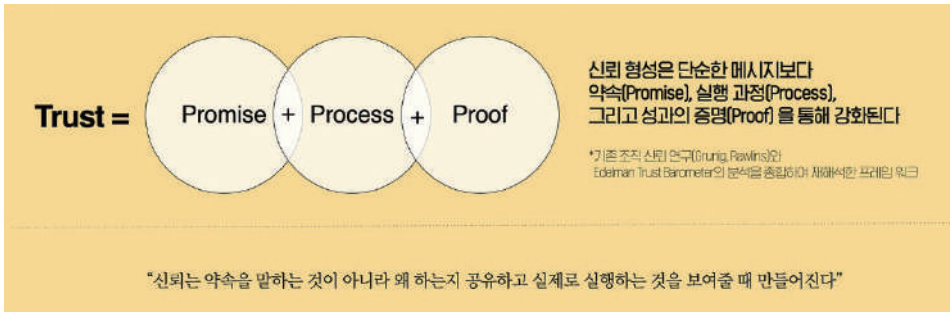 Trust = Promise + Process + Proof
신뢰 형성은 단순한 메시지보다
약속(Promise), 실행 과정(Process),
그리고 성과의 증명(Proof) 을 통해 강화된다
*기존 조직 신뢰 연구(Grunig, Rawlins)와
Edelman Trust Barometer의 분석을 종합하여 재해석한 프레임 워크
“신뢰는 약속을 말하는 것이 아니라 왜 하는지 공유하고 실제로 실행하는 것을 보여줄 때 만들어진다”